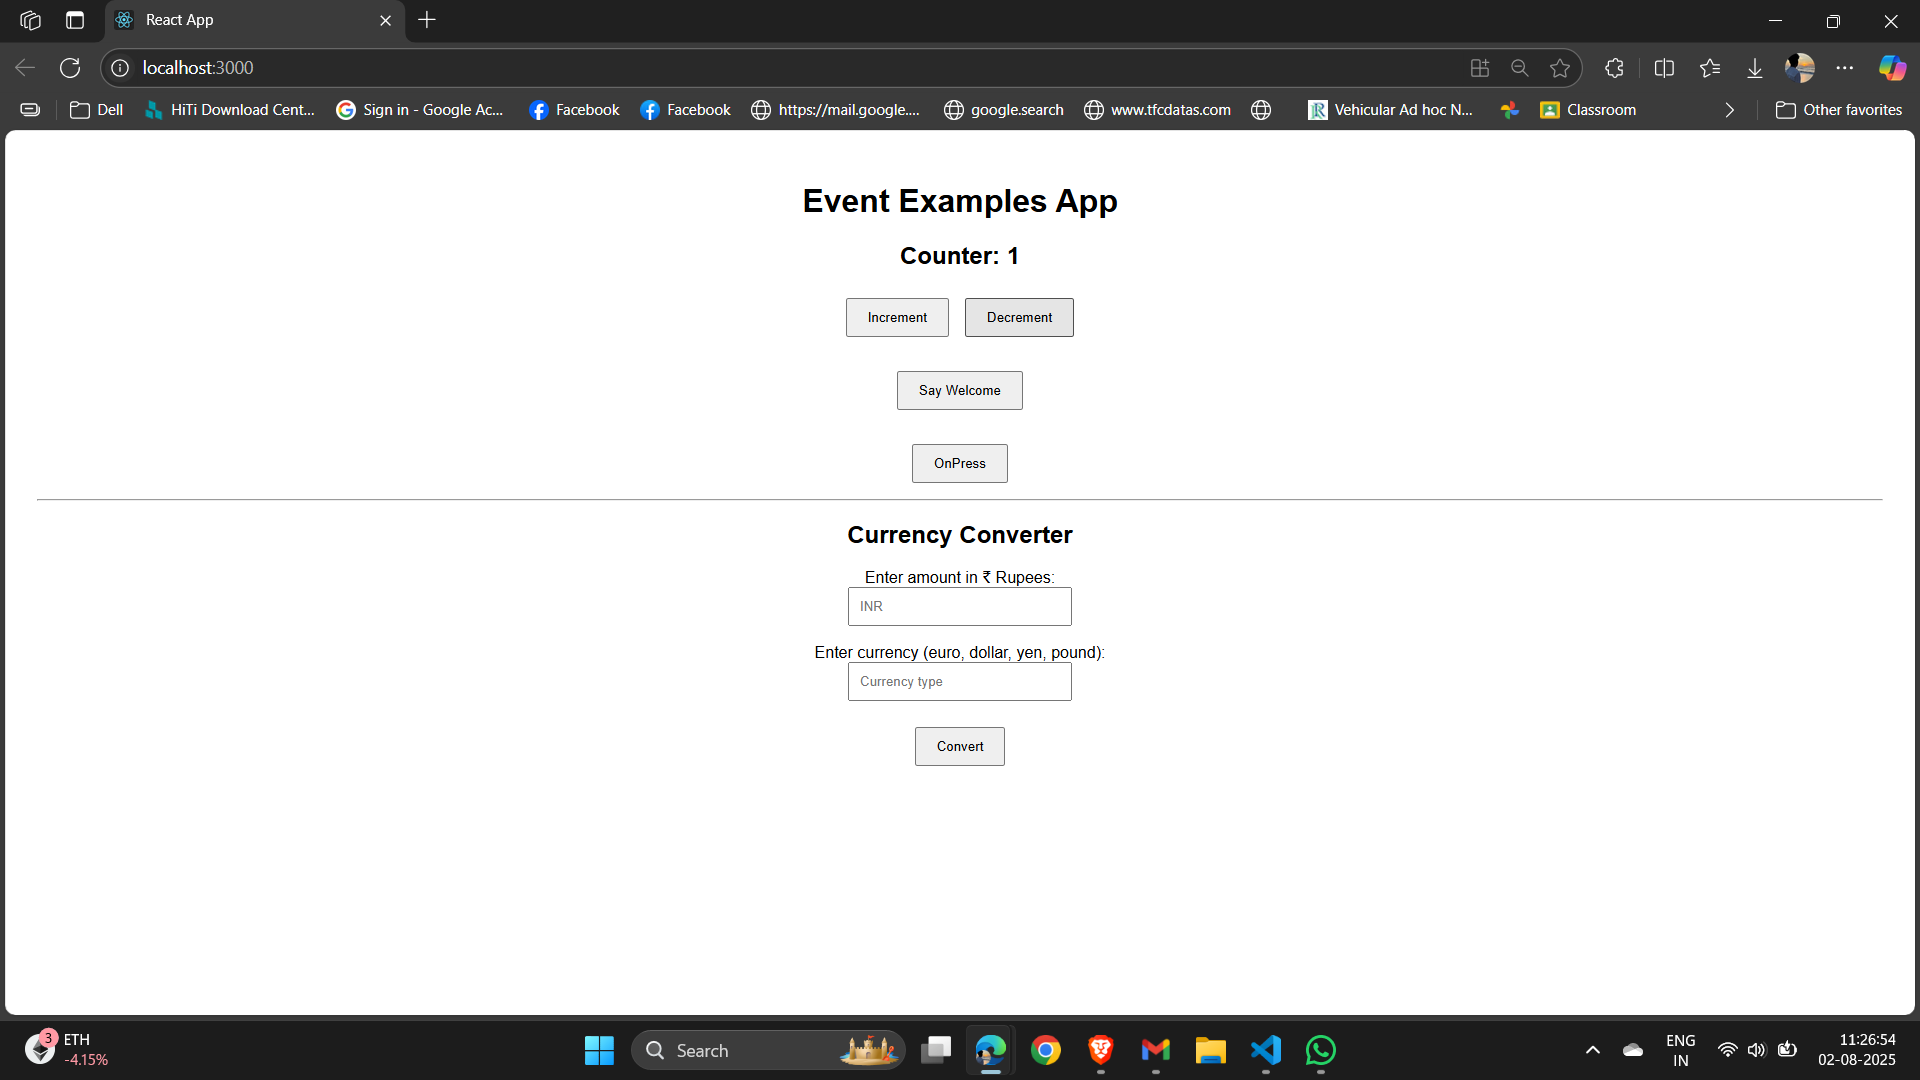 React App
localhost:3000
Dell
HiTi Download Cent...
Sign in - Google Ac...
Facebook
Facebook
https://mail.google....
google.search
www.tfcdatas.com
Vehicular Ad hoc N...
Classroom
Other favorites
Event Examples App
Counter: 1
Increment
Decrement
Say Welcome
OnPress
Currency Converter
Enter amount in ₹ Rupees:
INR
Enter currency (euro, dollar, yen, pound):
Currency type
Convert
3
ETH
-4.15%
Search
ENG
IN
11:26:54
02-08-2025